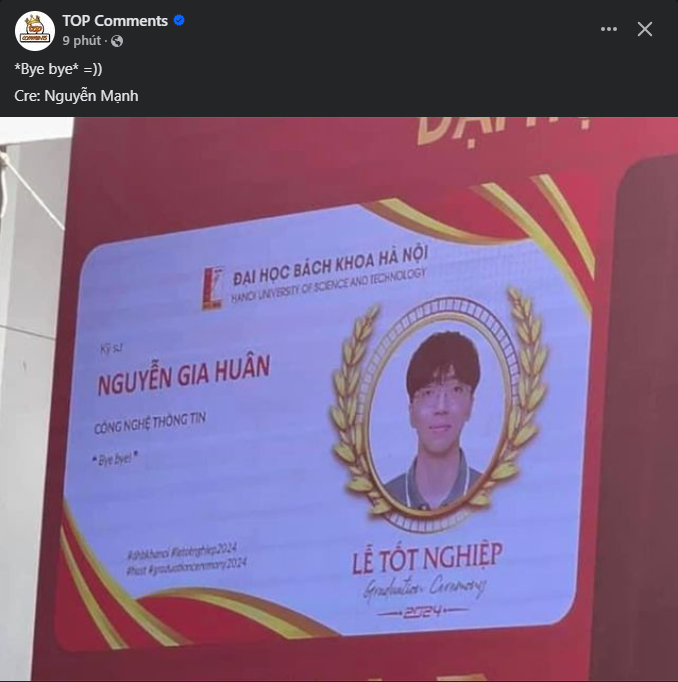 TOP Comments
9 phút
*Bye bye* =))
Cre: Nguyễn Mạnh
ĐẠI HỌC BÁCH KHOA HÀ NỘI
HANOI UNIVERSITY OF SCIENCE AND TECHNOLOGY
Kỹ sư
NGUYỄN GIA HUÂN
CÔNG NGHỆ THÔNG TIN
" Bye bye! "
#dhbkhanoi #letotnghiep2024
#hust #graduationceremony2024
LỄ TỐT NGHIỆP
Graduation Ceremony
2024